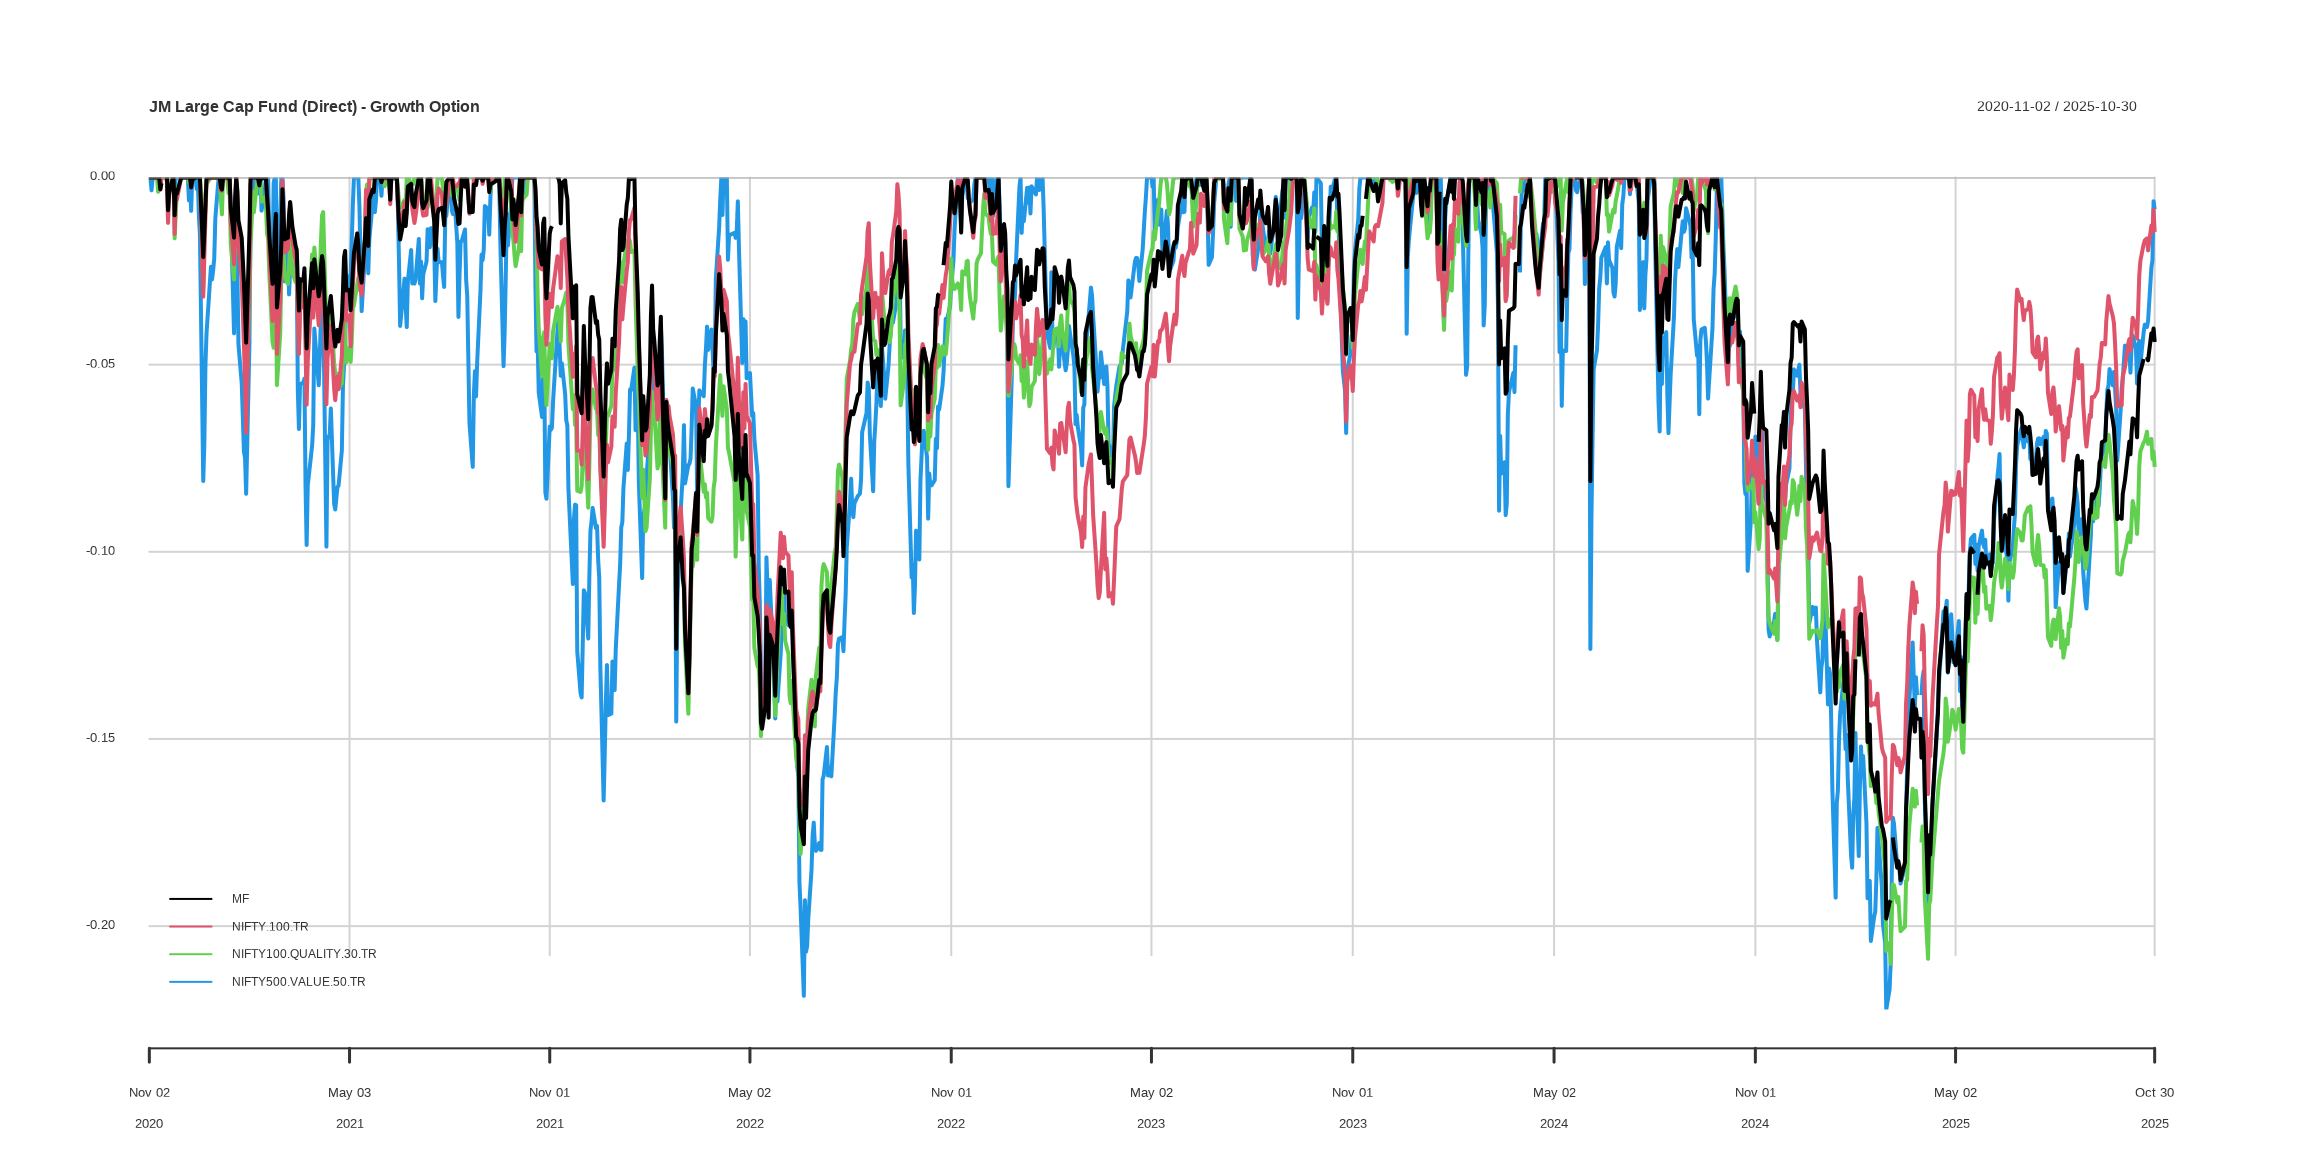 JM Large Cap Fund (Direct) - Growth Option
2020-11-02 / 2025-10-30
0.00
-0.05
-0.10
-0.15
-0.20
MF
NIFTY.100.TR
NIFTY100.QUALITY.30.TR
NIFTY500.VALUE.50.TR
Nov 02 May 03 Nov 01 May 02 Nov 01 May 02 Nov 01 May 02 Nov 01 May 02 Oct 30
2020 2021 2021 2022 2022 2023 2023 2024 2024 2025 2025